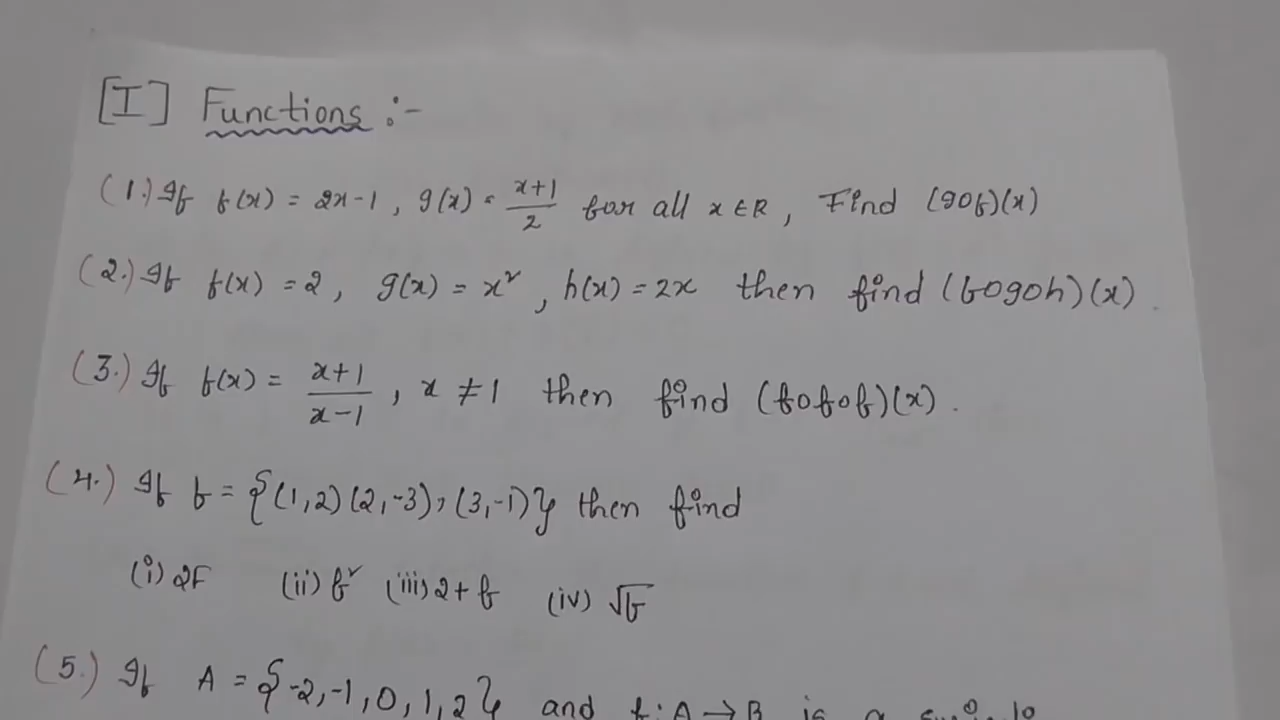 [I] Functions :-
(1.) If f(x) = 2x-1, g(x) = x+1/2 for all x ∈ R, Find (gof)(x)
(2.) If f(x) = 2, g(x) = x², h(x) = 2x then find (fogoh)(x).
(3.) If f(x) = x+1/x-1, x ≠ 1 then find (fofof)(x).
(4.) If f = {(1,2)(2,-3),(3,-1)} then find
(i) 2F (ii) f² (iii) 2+f (iv) √f
(5.) If A = {-2,-1,0,1,2} and f:A→B is a